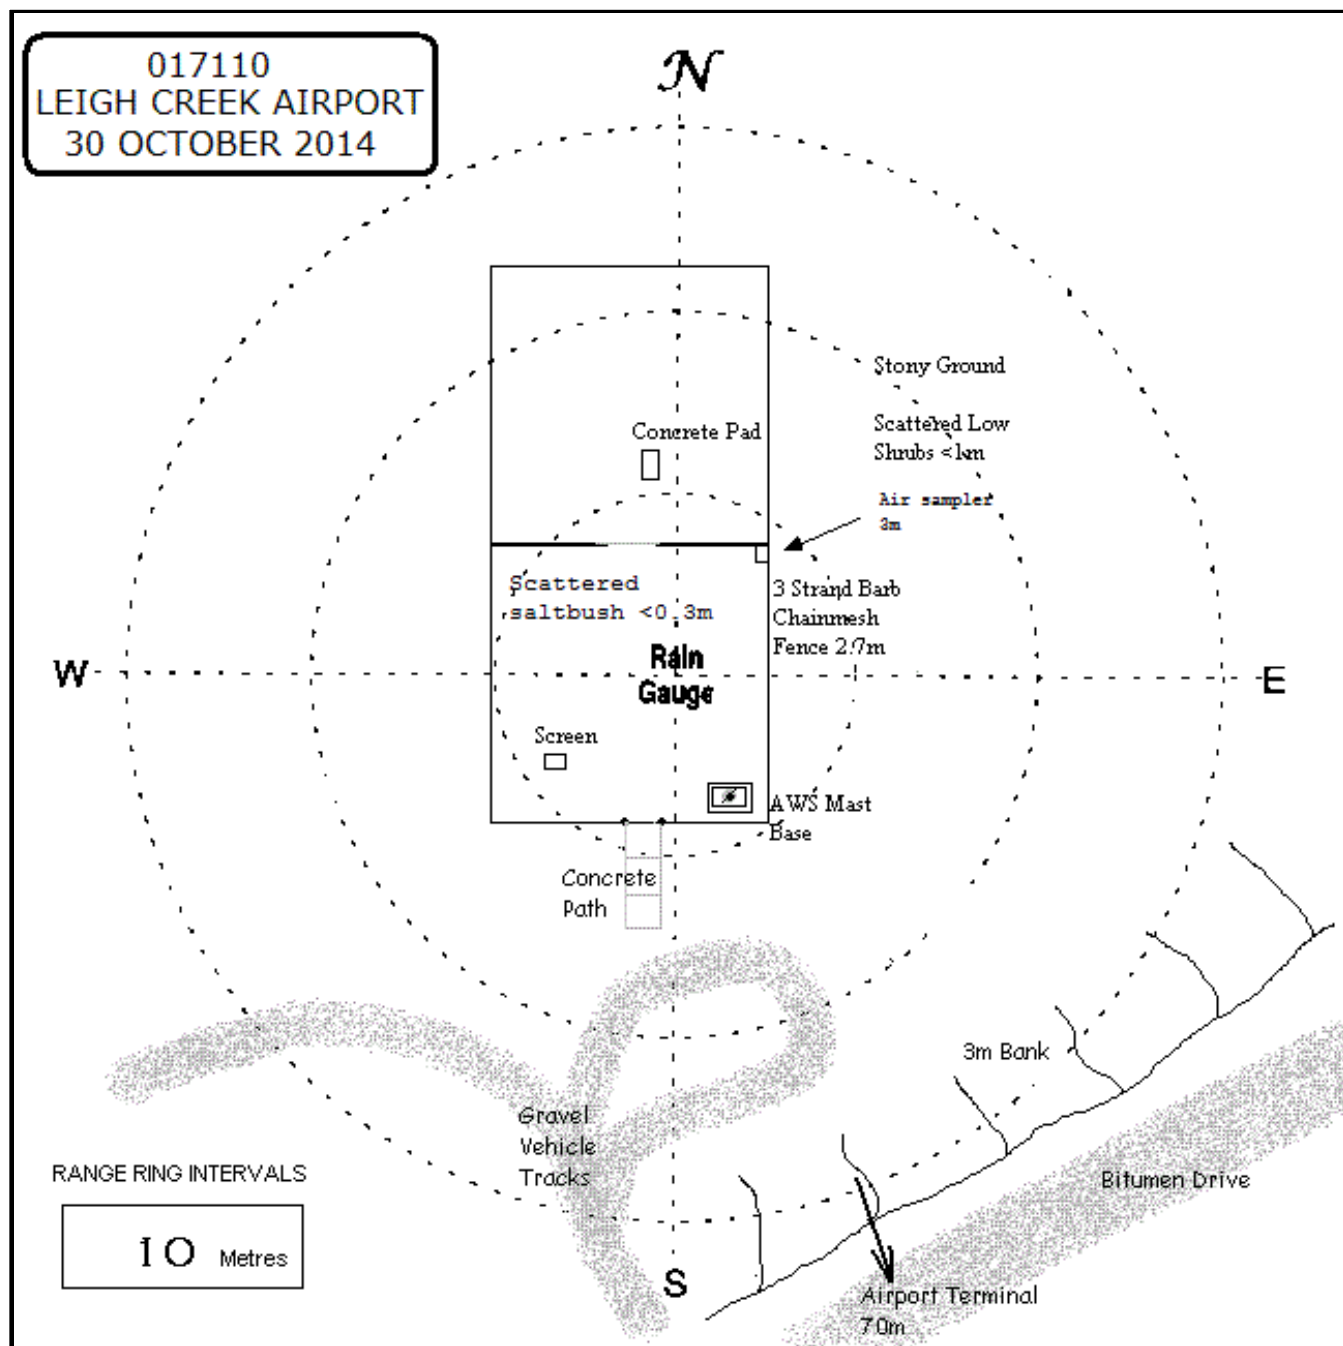 017110
LEIGH CREEK AIRPORT
30 OCTOBER 2014
N
Stony Ground
Concrete Pad
Scattered Low
Shrubs <1m
Air sampler
3m
Scattered
saltbush <0.3m
3 Strand Barb
Chainmesh
Fence 2.7m
Rain
Gauge
W
E
Screen
AWS Mast
Base
Concrete
Path
3m Bank
Gravel
Vehicle
Tracks
Bitumen Drive
RANGE RING INTERVALS
10 Metres
S
Airport Terminal
70m